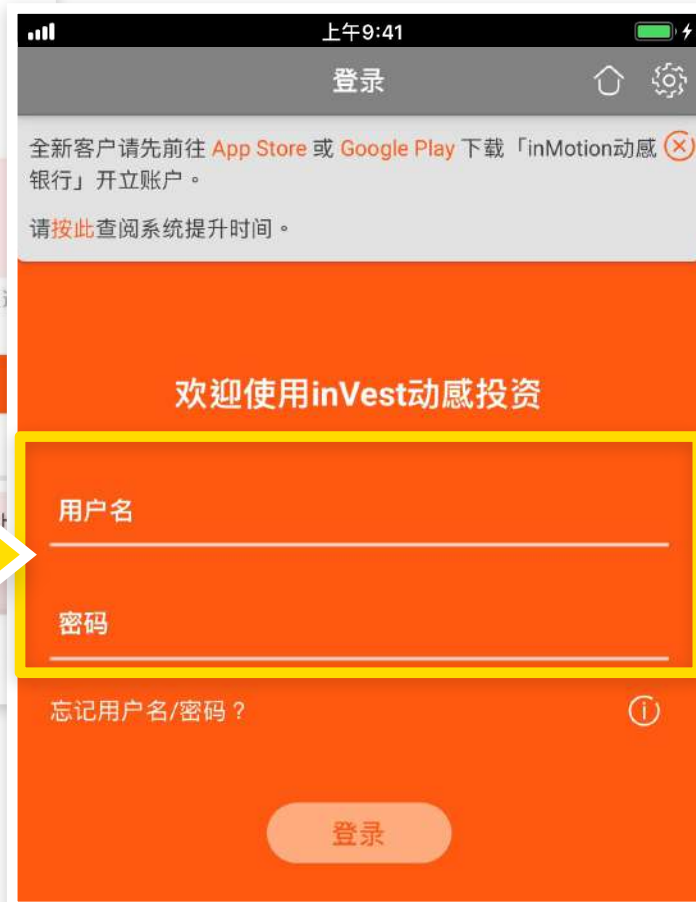 上午9:41
登录
全新客户请先前往 App Store 或 Google Play 下载「inMotion动感
银行」开立账户。
请按此查阅系统提升时间。
欢迎使用inVest动感投资
用户名
密码
忘记用户名/密码？
登录